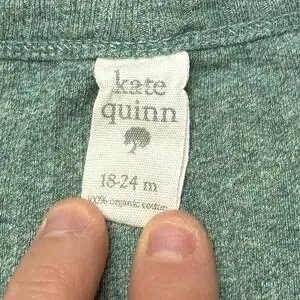 kate
quinn
18-24 m
100% organic cotton